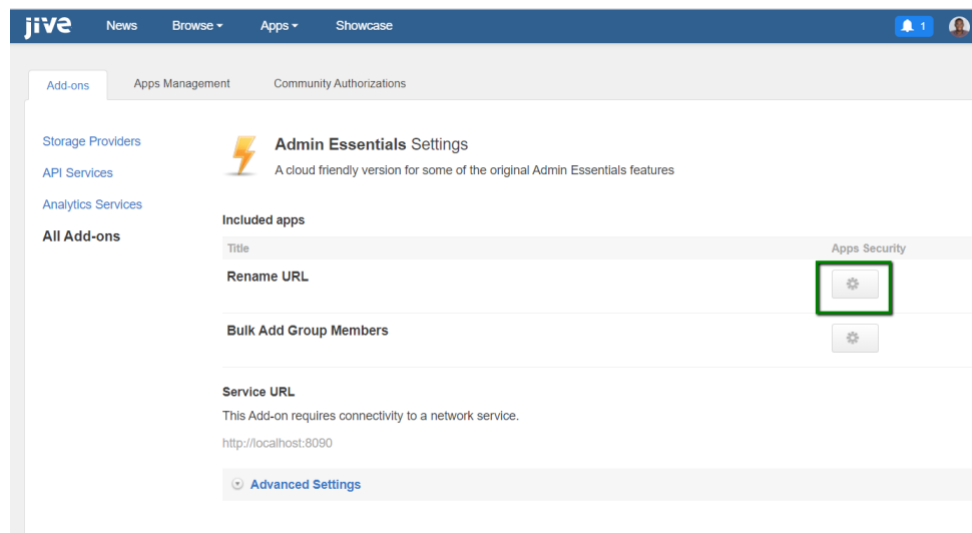 jive News Browse Apps Showcase 1
Add-ons Apps Management Community Authorizations
Storage Providers
API Services
Analytics Services
All Add-ons
Admin Essentials Settings
A cloud friendly version for some of the original Admin Essentials features
Included apps
Title Apps Security
Rename URL
Bulk Add Group Members
Service URL
This Add-on requires connectivity to a network service.
http://localhost:8090
Advanced Settings